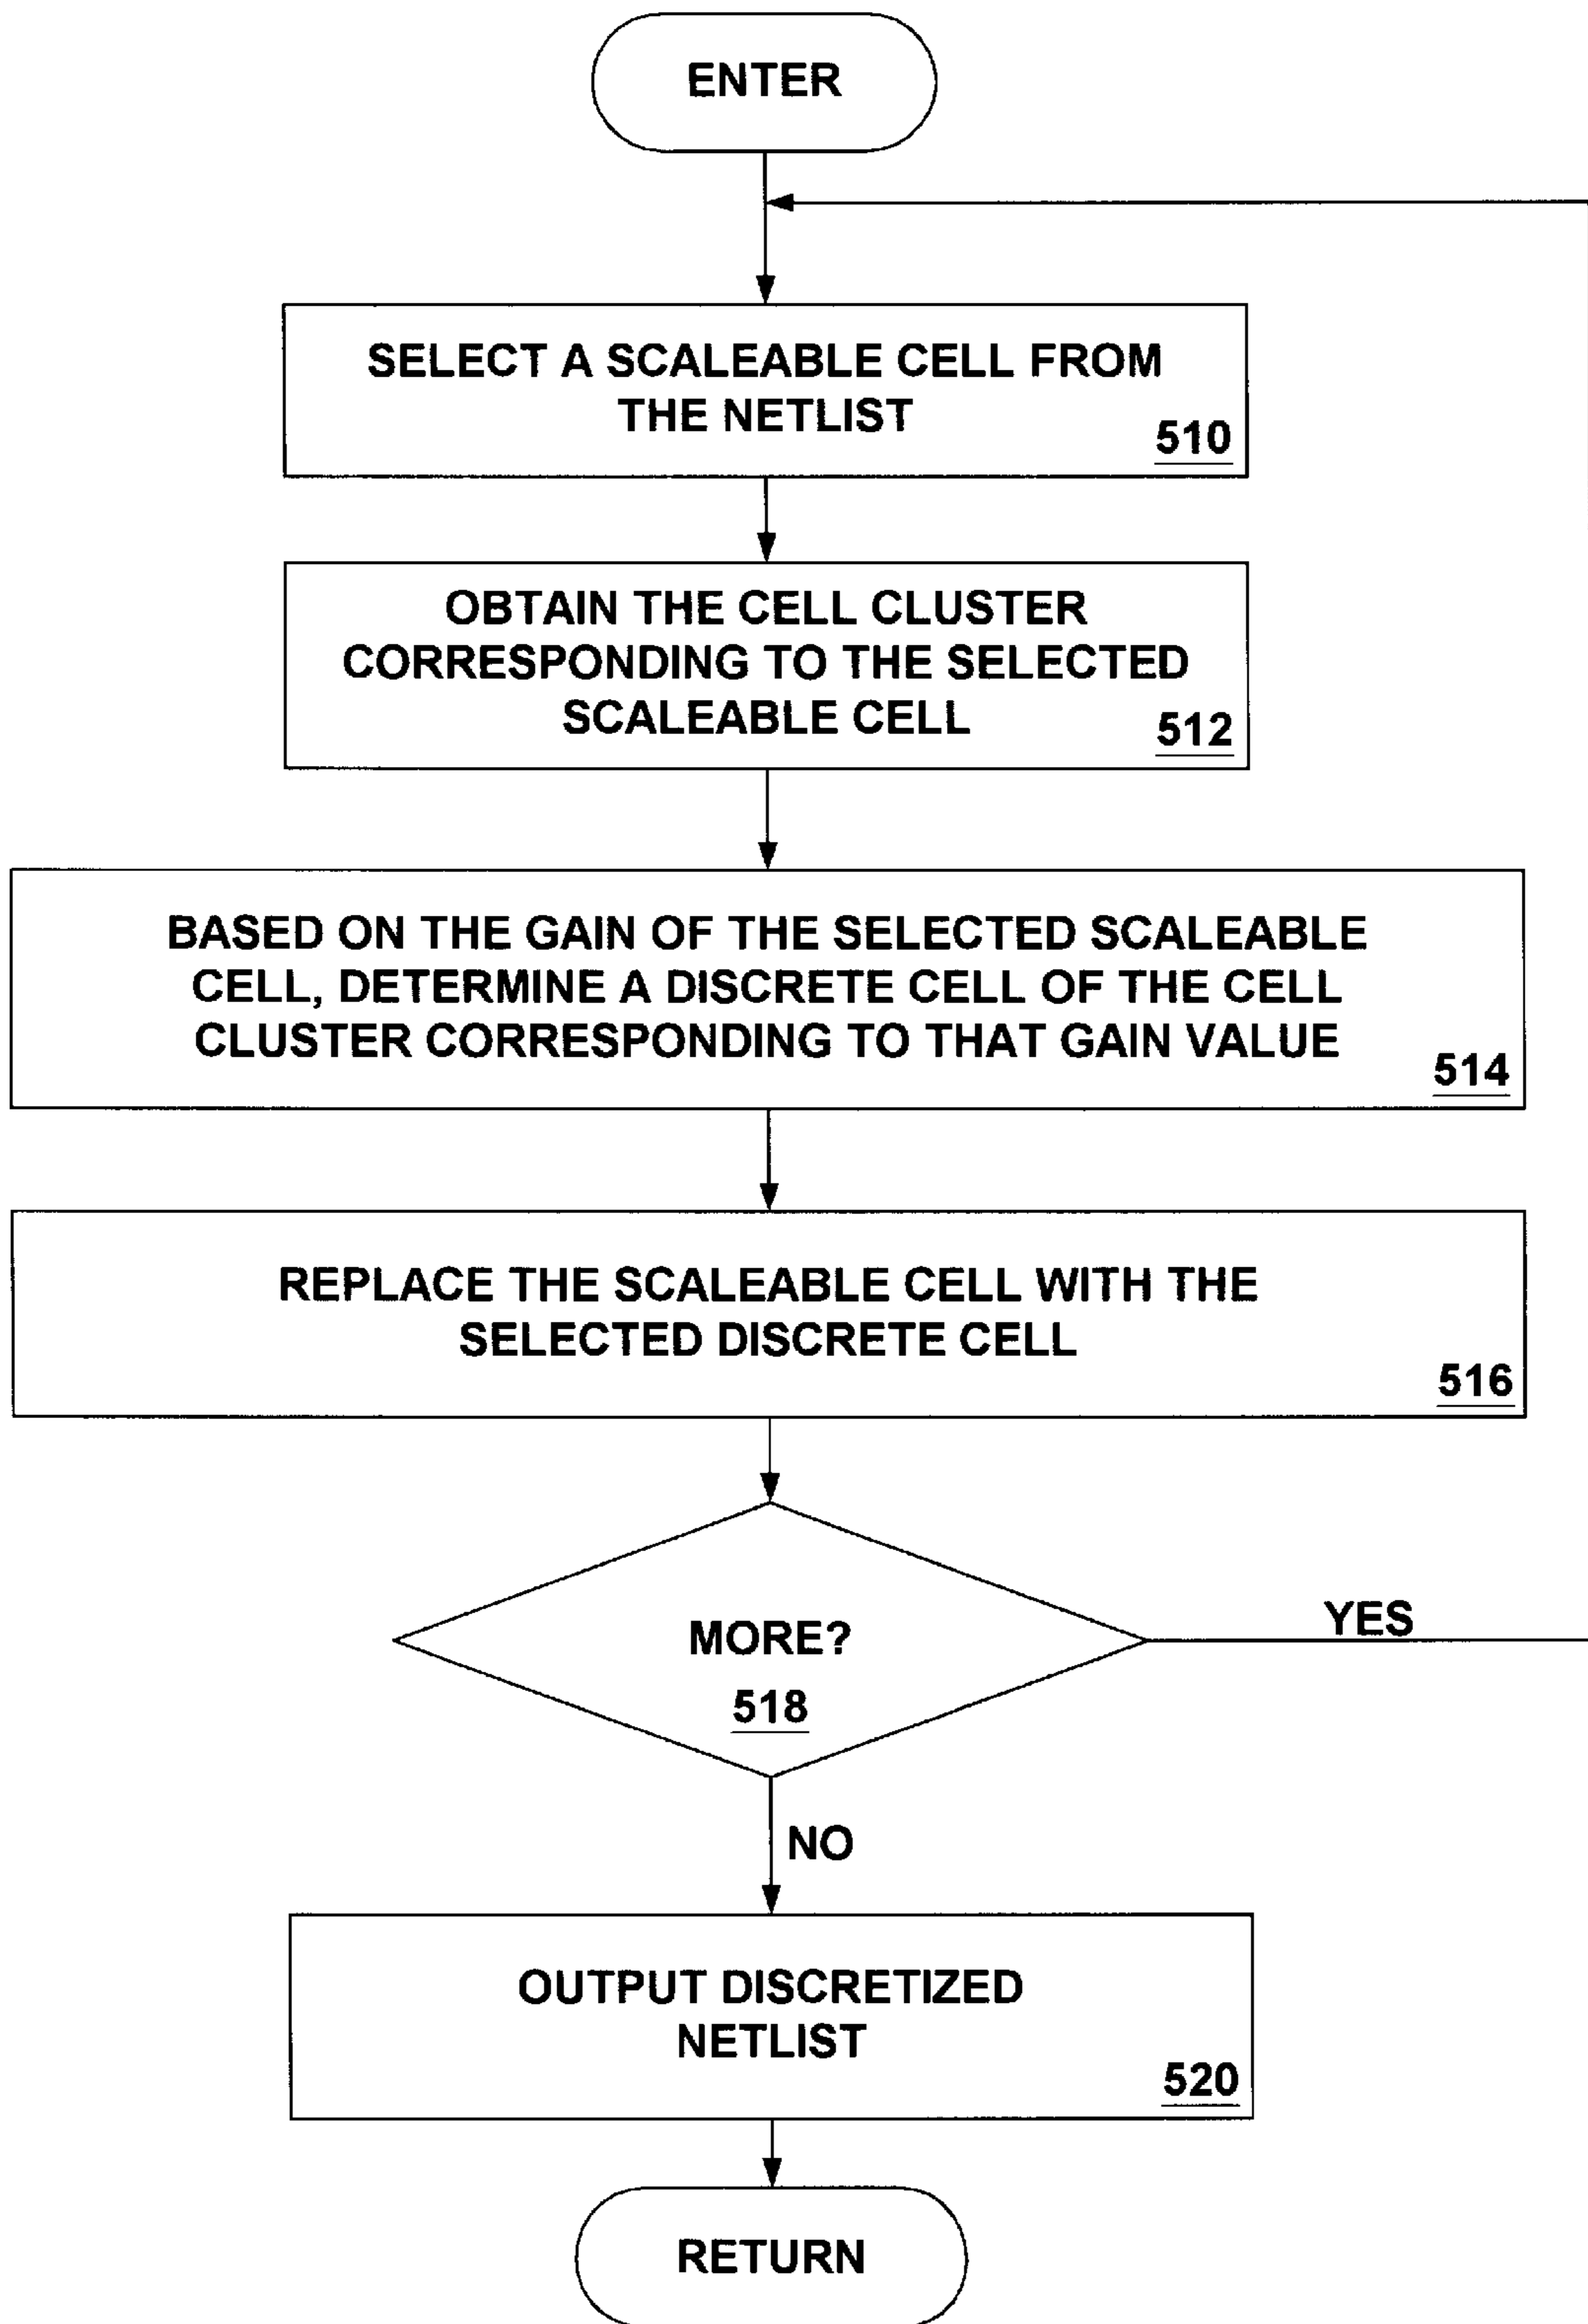 ENTER
SELECT A SCALEABLE CELL FROM
THE NETLIST
510
OBTAIN THE CELL CLUSTER
CORRESPONDING TO THE SELECTED
SCALEABLE CELL
512
BASED ON THE GAIN OF THE SELECTED SCALEABLE
CELL, DETERMINE A DISCRETE CELL OF THE CELL
CLUSTER CORRESPONDING TO THAT GAIN VALUE
514
REPLACE THE SCALEABLE CELL WITH THE
SELECTED DISCRETE CELL
516
MORE?
518
YES
NO
OUTPUT DISCRETIZED
NETLIST
520
RETURN